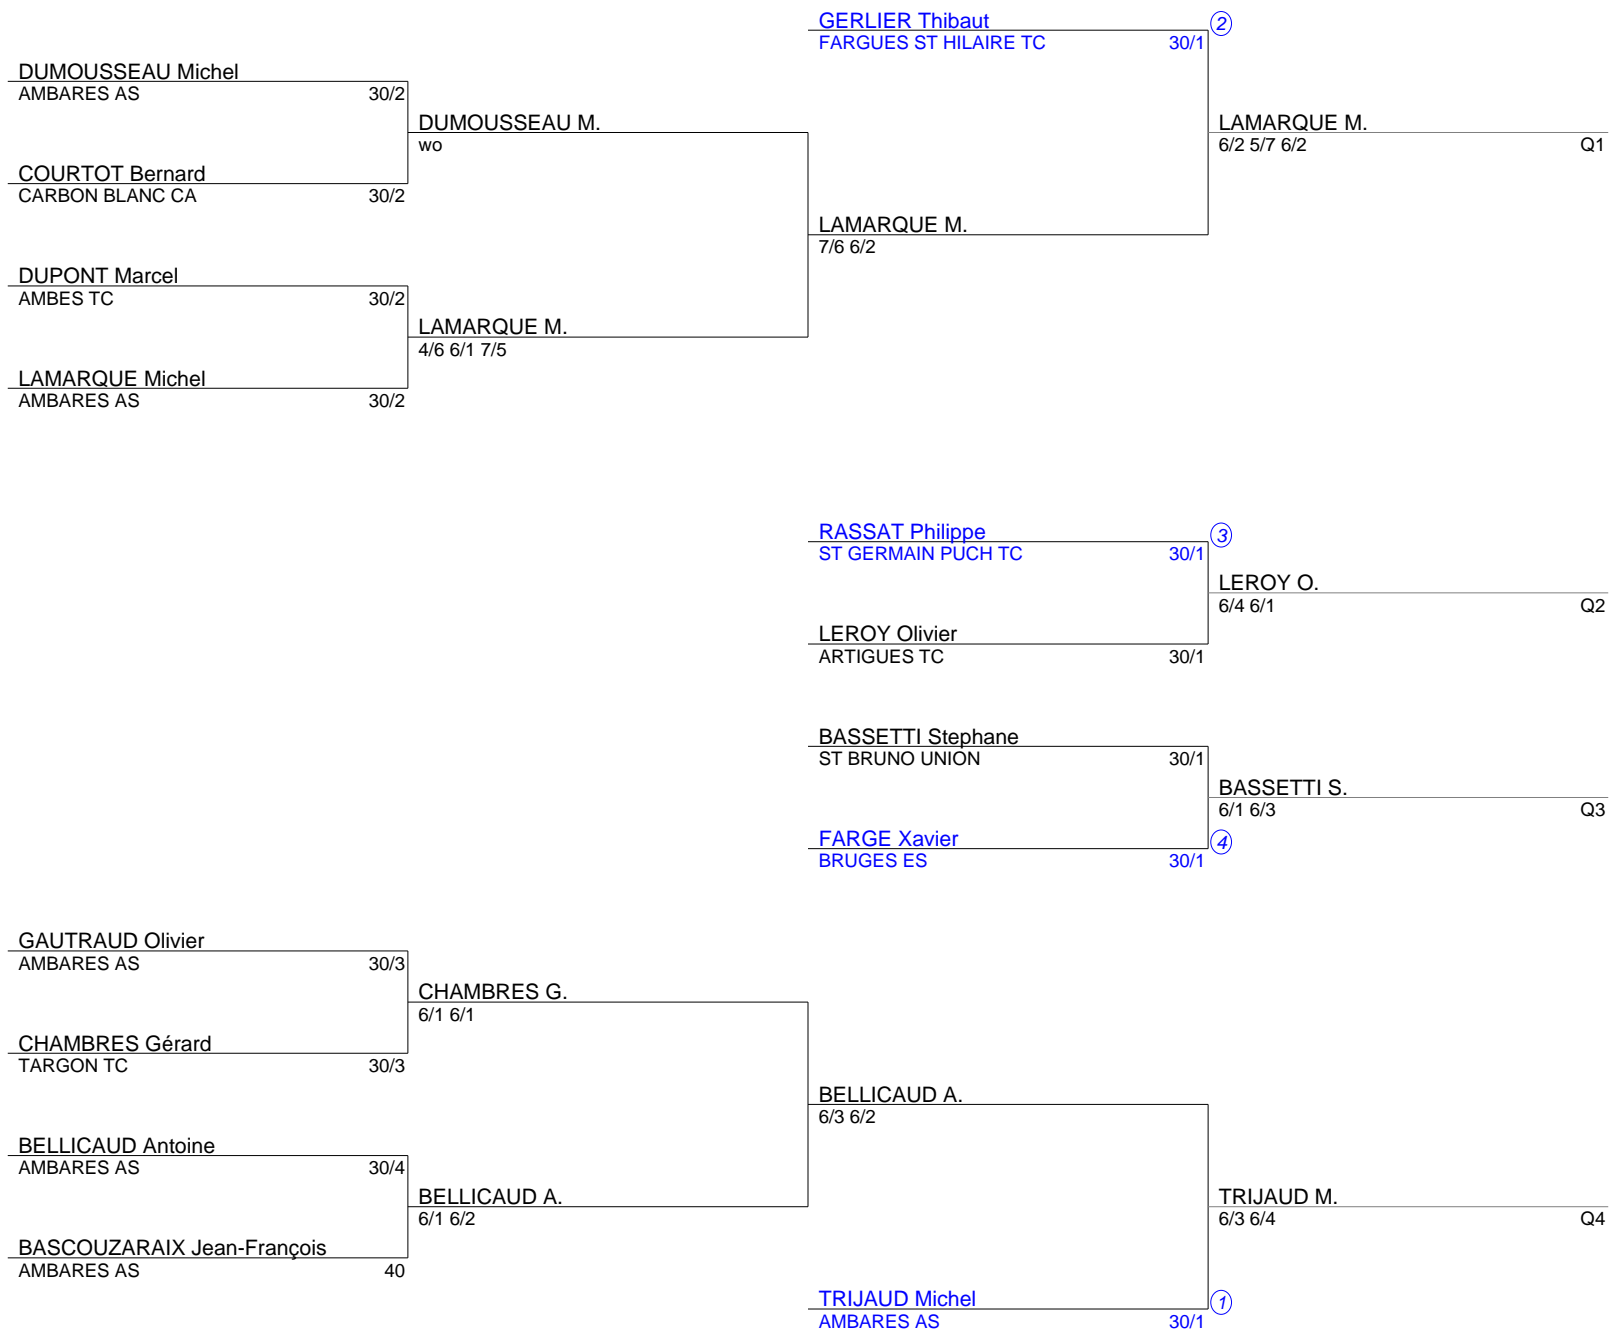 GERLIER Thibaut 2
FARGUES ST HILAIRE TC 30/1
DUMOUSSEAU Michel
AMBARES AS 30/2
DUMOUSSEAU M.
wo
LAMARQUE M.
6/2 5/7 6/2 Q1
COURTOT Bernard
CARBON BLANC CA 30/2
LAMARQUE M.
7/6 6/2
DUPONT Marcel
AMBES TC 30/2
LAMARQUE M.
4/6 6/1 7/5
LAMARQUE Michel
AMBARES AS 30/2
RASSAT Philippe 3
ST GERMAIN PUCH TC 30/1
LEROY O.
6/4 6/1 Q2
LEROY Olivier
ARTIGUES TC 30/1
BASSETTI Stephane
ST BRUNO UNION 30/1
BASSETTI S.
6/1 6/3 Q3
FARGE Xavier 4
BRUGES ES 30/1
GAUTRAUD Olivier
AMBARES AS 30/3
CHAMBRES G.
6/1 6/1
CHAMBRES Gérard
TARGON TC 30/3
BELLICAUD A.
6/3 6/2
BELLICAUD Antoine
AMBARES AS 30/4
BELLICAUD A.
6/1 6/2
TRIJAUD M.
6/3 6/4 Q4
BASCOUZARAIX Jean-François
AMBARES AS 40
TRIJAUD Michel 1
AMBARES AS 30/1